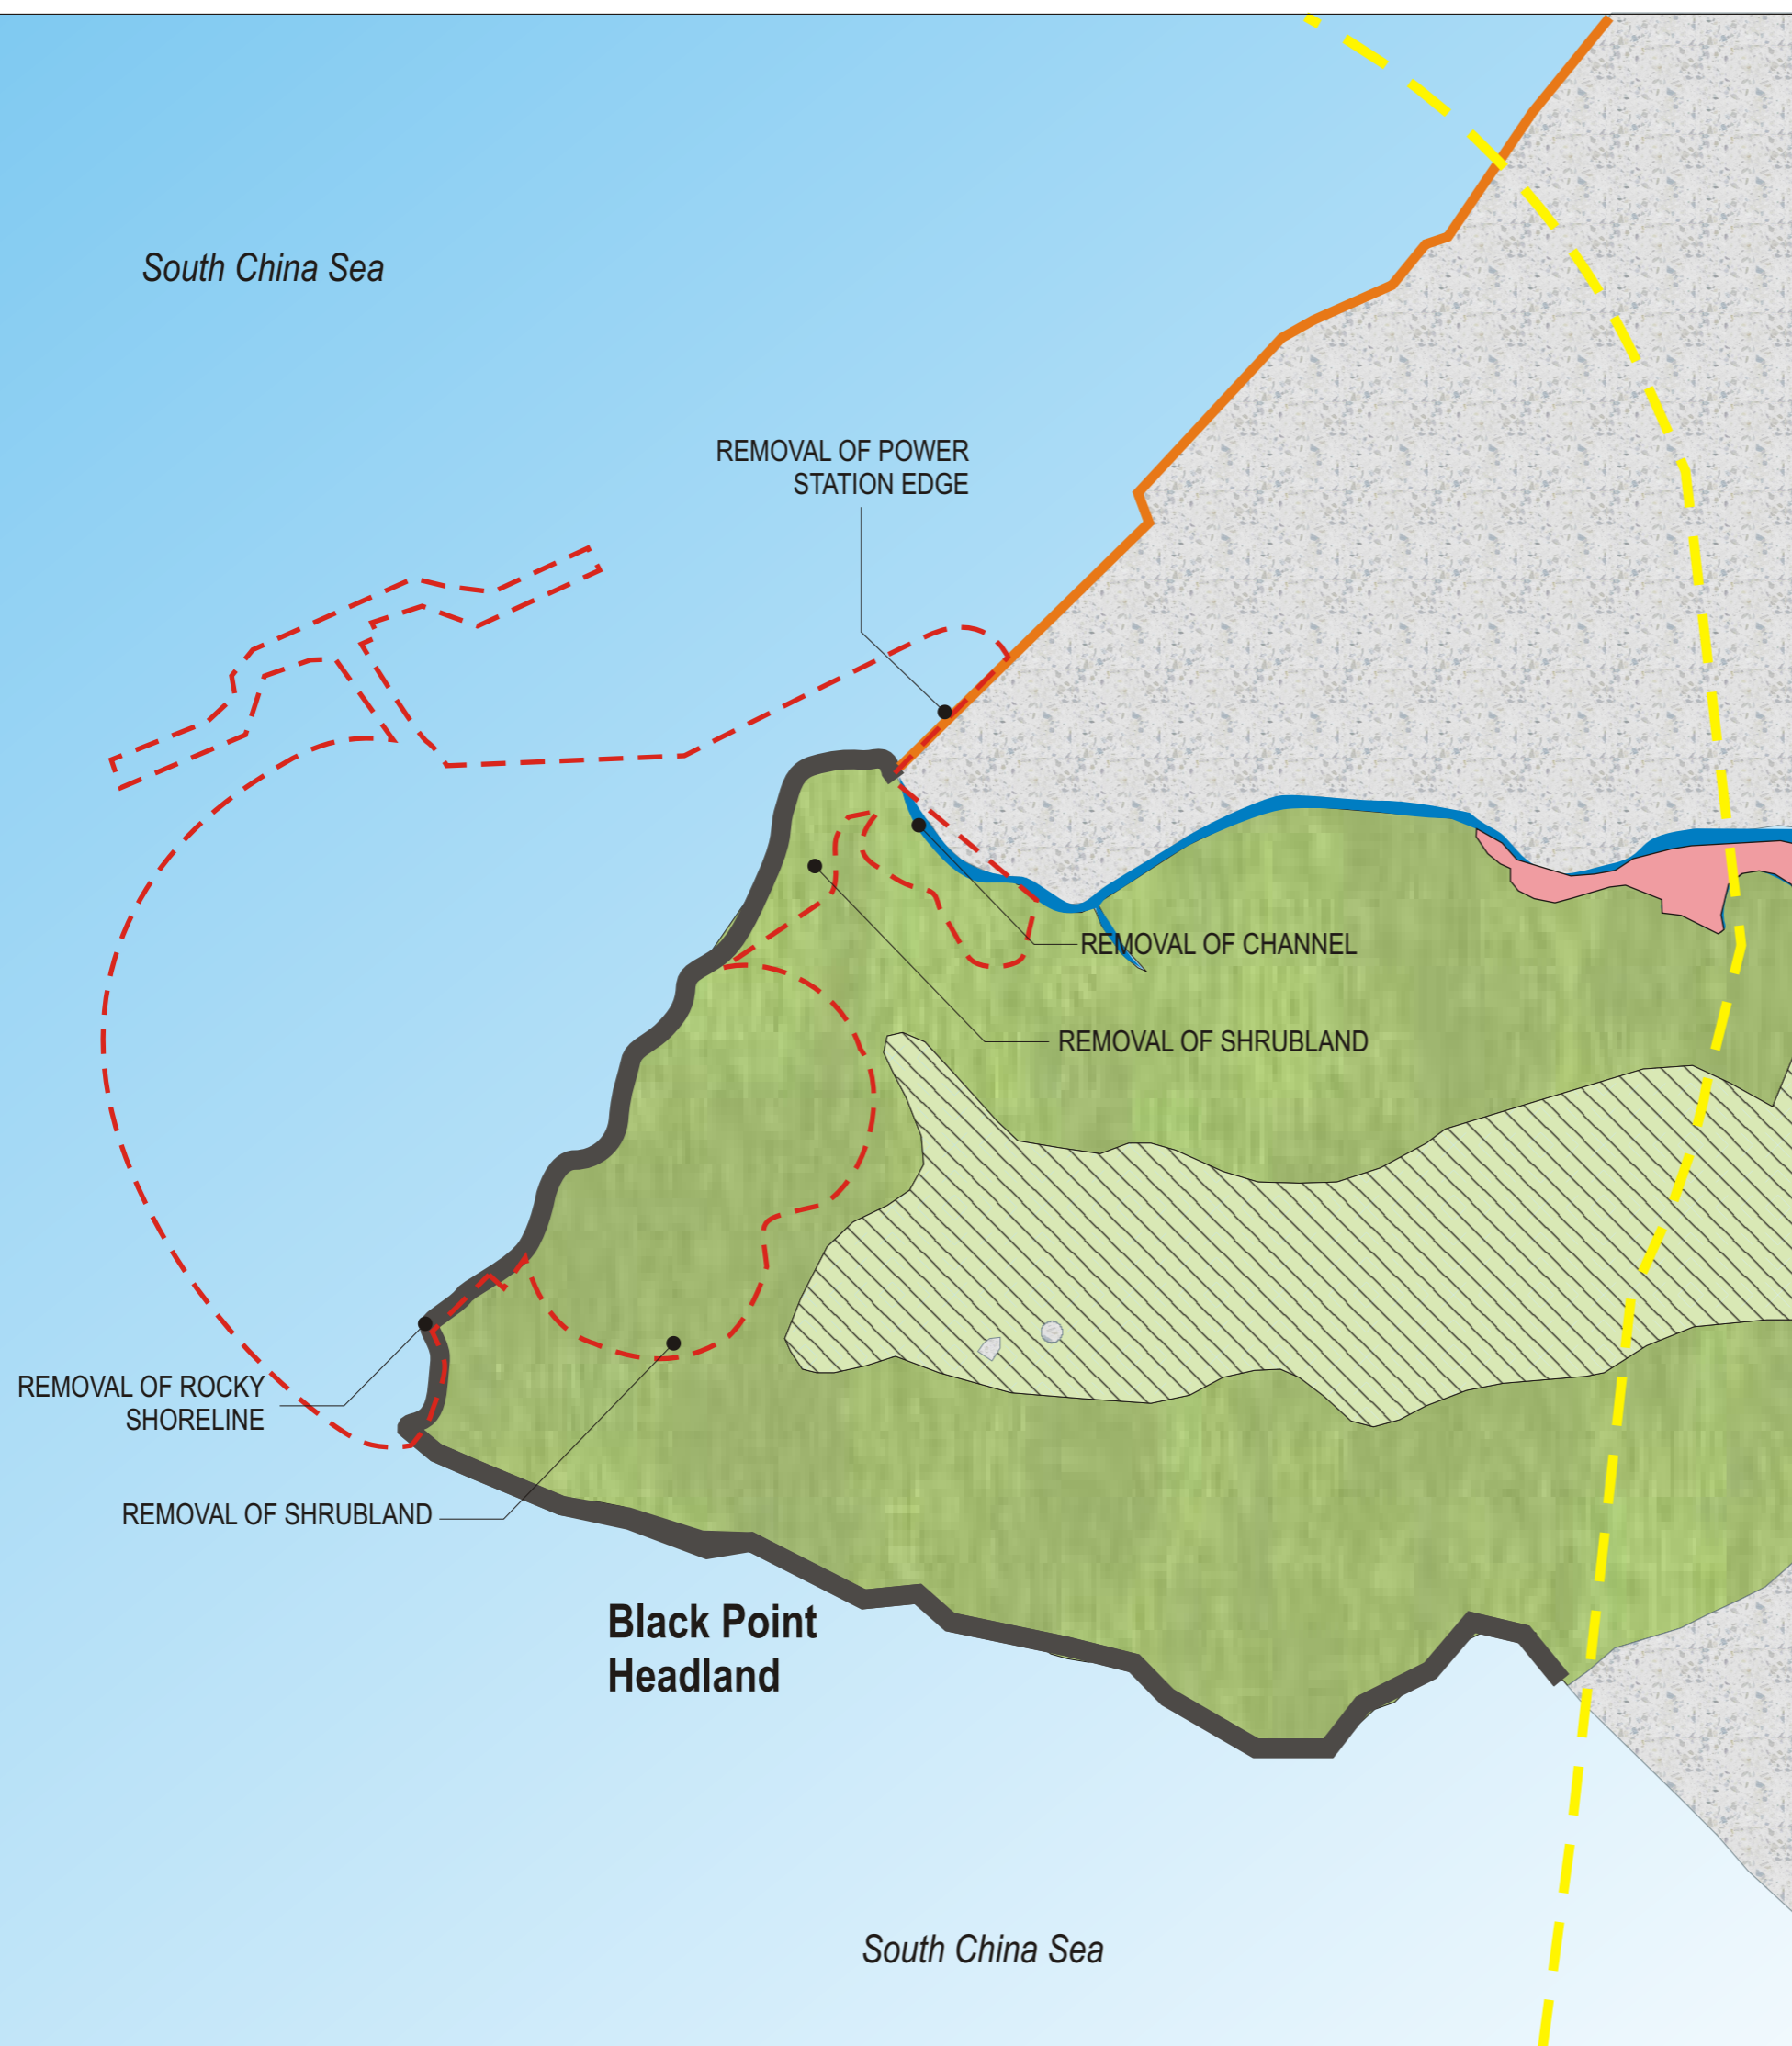 South China Sea
REMOVAL OF POWER
STATION EDGE
REMOVAL OF CHANNEL
REMOVAL OF SHRUBLAND
REMOVAL OF ROCKY
SHORELINE
REMOVAL OF SHRUBLAND
Black Point
Headland
South China Sea